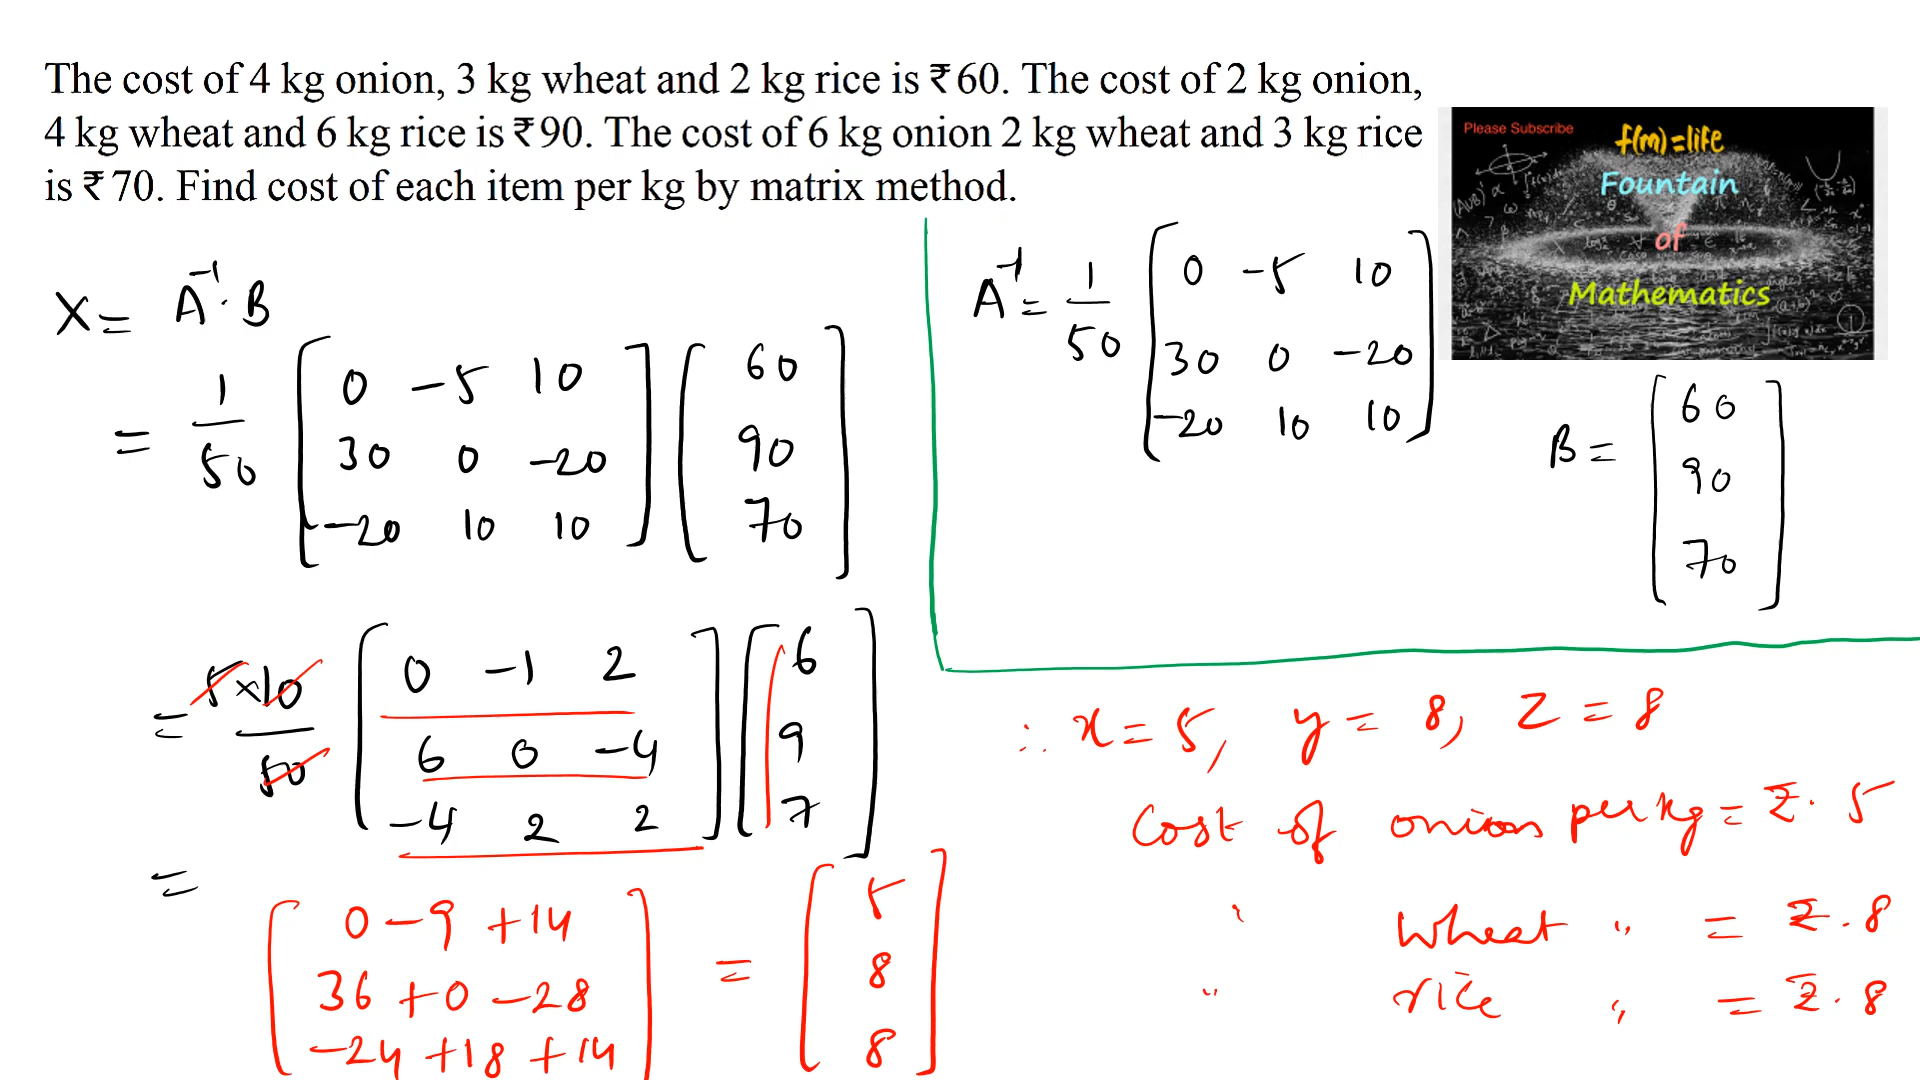 The cost of 4 kg onion, 3 kg wheat and 2 kg rice is ₹60. The cost of 2 kg onion,
4 kg wheat and 6 kg rice is ₹90. The cost of 6 kg onion 2 kg wheat and 3 kg rice
is ₹70. Find cost of each item per kg by matrix method.
Please Subscribe
f(m)=life
Fountain
of
Mathematics
X = A⁻¹·B
= 1/50 [0 -5 10
30 0 -20
-20 10 10] [60
90
70]
= 5×10/50 [0 -1 2
6 0 -4
-4 2 2] [6
9
7]
= [0-9+14
36+0-28
-24+18+14] = [5
8
8]
A⁻¹ = 1/50 [0 -5 10
30 0 -20
-20 10 10]
B = [60
90
70]
∴ x=5, y=8, z=8
Cost of onions per kg = ₹.5
" wheat " = ₹.8
" rice " = ₹.8